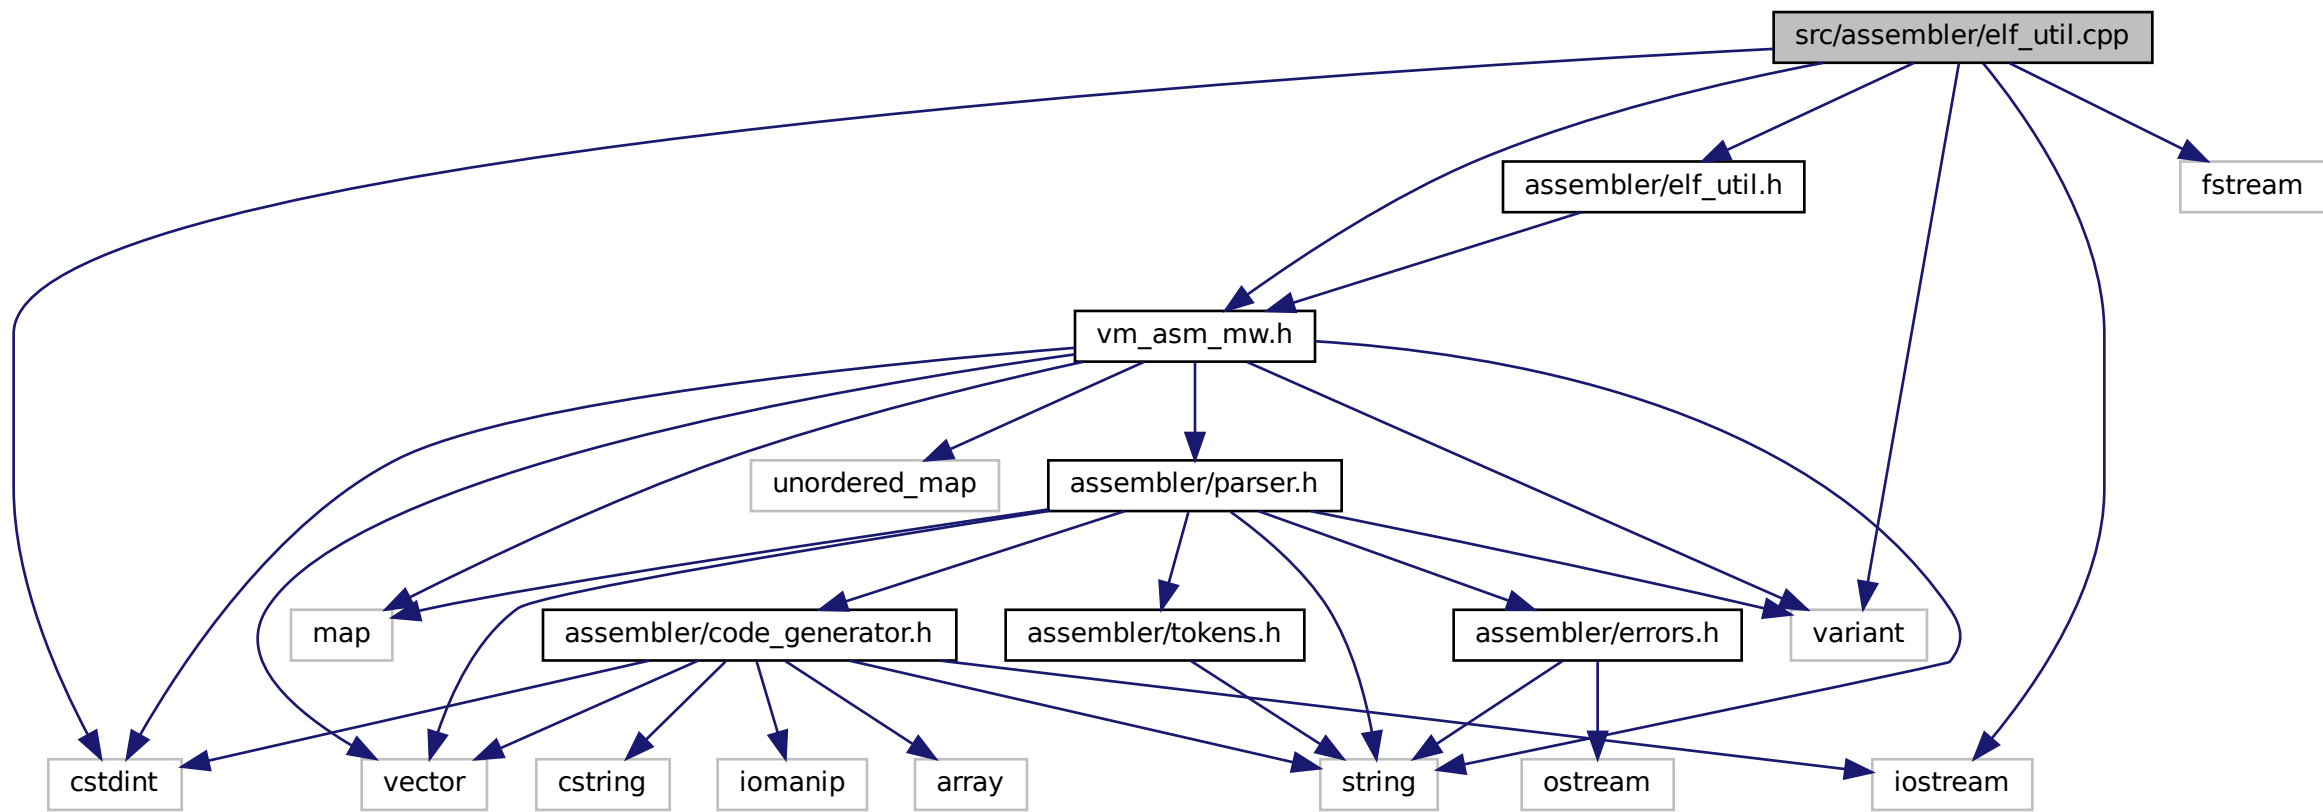 src/assembler/elf_util.cpp
assembler/elf_util.h
fstream
vm_asm_mw.h
unordered_map
assembler/parser.h
map
assembler/code_generator.h
assembler/tokens.h
assembler/errors.h
variant
cstdint
vector
cstring
iomanip
array
string
ostream
iostream